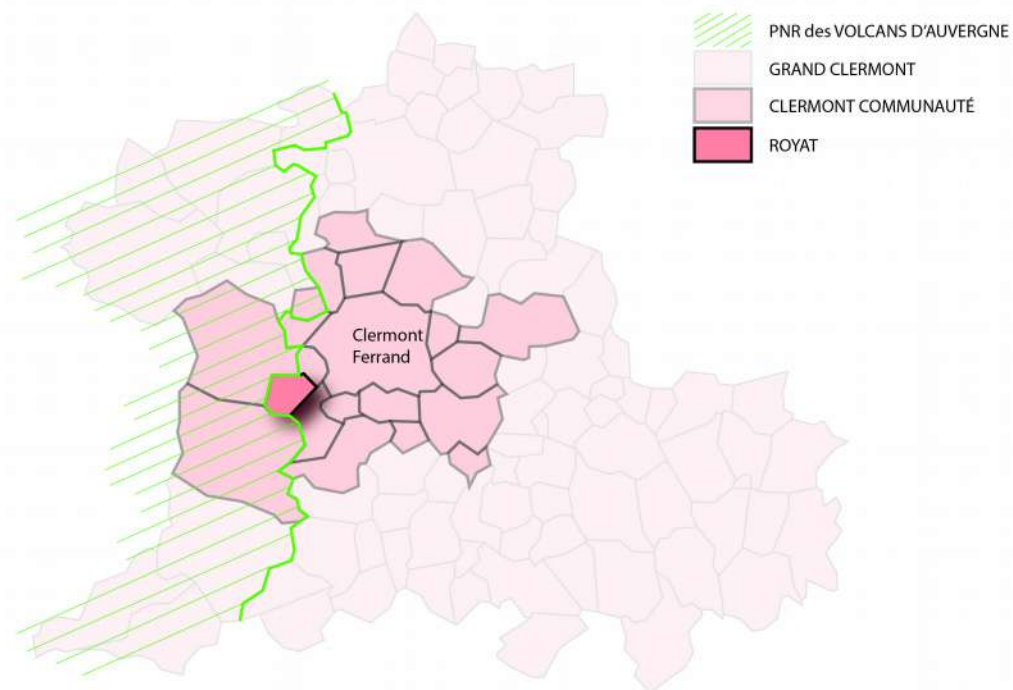 PNR des VOLCANS D'AUVERGNE
GRAND CLERMONT
CLERMONT COMMUNAUTÉ
ROYAT
Clermont
Ferrand